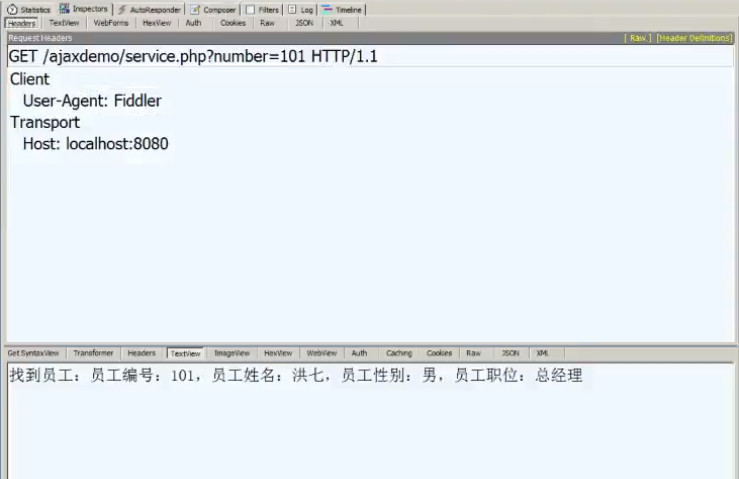 Statistics Inspectors AutoResponder Composer Filters Log Timeline
Headers TextView WebForms HexView Auth Cookies Raw JSON XML
Request Headers [ Raw ] [Header Definitions]
GET /ajaxdemo/service.php?number=101 HTTP/1.1
Client
User-Agent: Fiddler
Transport
Host: localhost:8080
Get SyntaxView Transformer Headers TextView ImageView HexView WebView Auth Caching Cookies Raw JSON XML
找到员工：员工编号：101，员工姓名：洪七，员工性别：男，员工职位：总经理